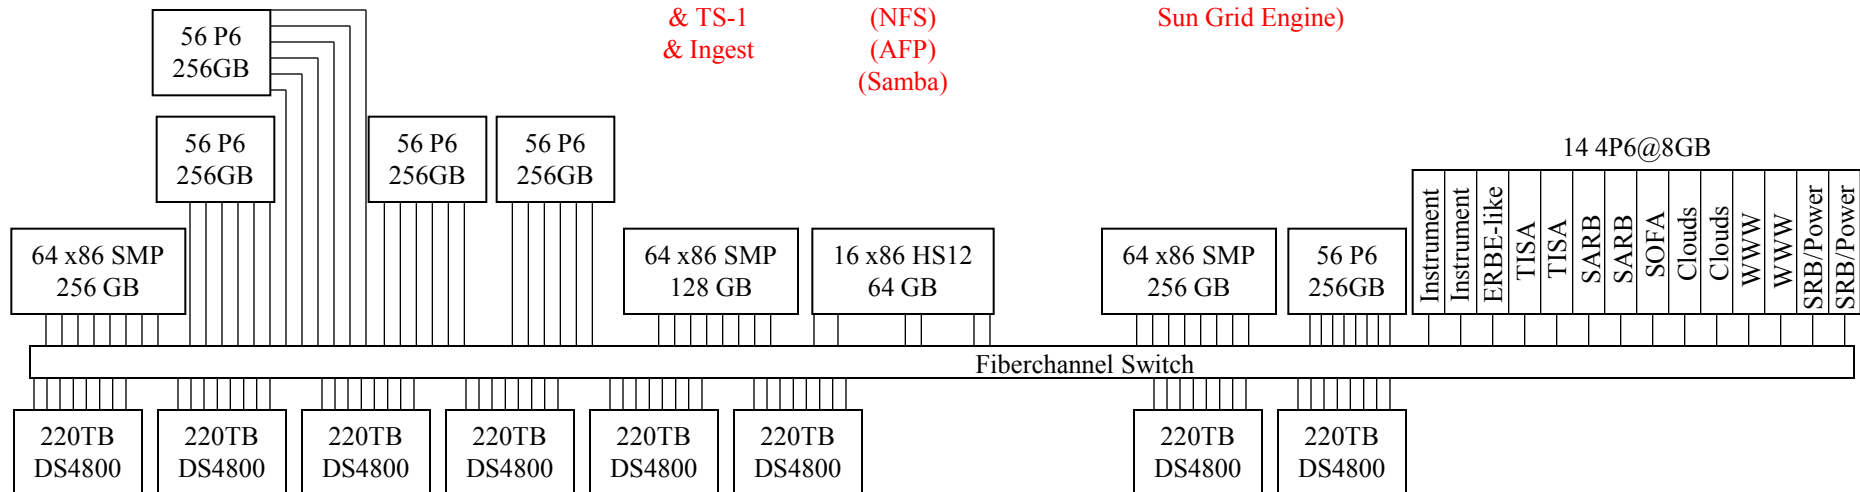 & TS-1
& Ingest
(NFS)
(AFP)
(Samba)
Sun Grid Engine)
56 P6
256GB
56 P6
256GB
56 P6
256GB
56 P6
256GB
14 4P6@8GB
64 x86 SMP
256 GB
64 x86 SMP
128 GB
16 x86 HS12
64 GB
64 x86 SMP
256 GB
56 P6
256GB
Instrument
Instrument
ERBE-like
TISA
TISA
SARB
SARB
SOFA
Clouds
Clouds
WWW
WWW
SRB/Power
SRB/Power
Fiberchannel Switch
220TB
DS4800
220TB
DS4800
220TB
DS4800
220TB
DS4800
220TB
DS4800
220TB
DS4800
220TB
DS4800
220TB
DS4800